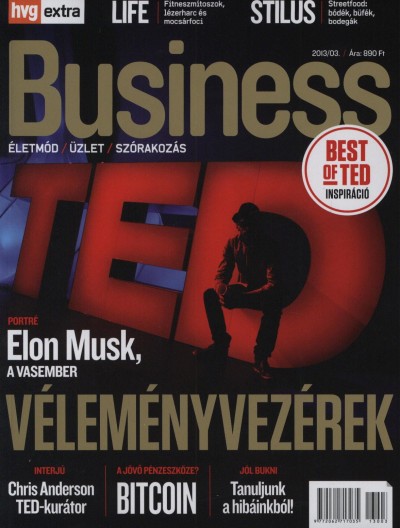 hvg extra
LIFE
Fitneszmítoszok,
lézerharc és
mocsárfoci
STILUS
Streetfood:
bódék, büfék,
bodegák
2013/03. / Ára: 890 Ft
Business
ÉLETMÓD / ÜZLET / SZÓRAKOZÁS
BEST
OF TED
INSPIRÁCIÓ
TED
PORTRÉ
Elon Musk,
A VASEMBER
VÉLEMÉNYVEZÉREK
INTERJÚ
Chris Anderson
TED-kurátor
A JÖVŐ PÉNZESZKÖZE?
BITCOIN
JÓL BUKNI
Tanuljunk
a hibáinkból!